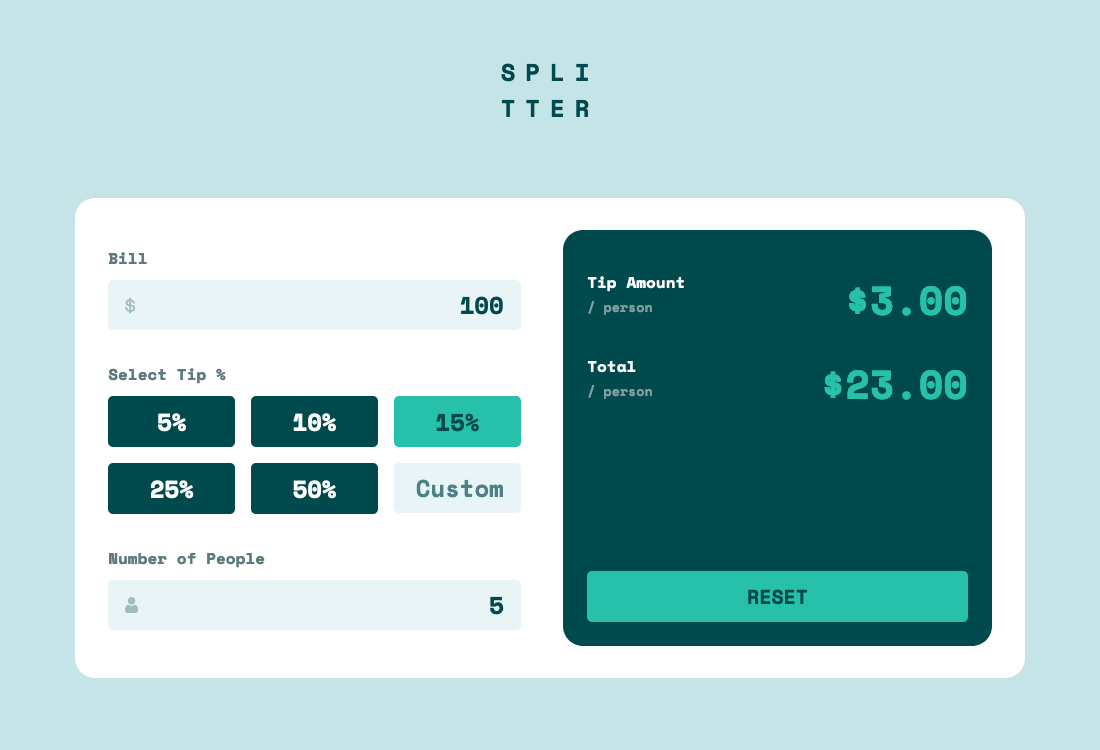 SPLI
TTER
Bill
$ 100
Select Tip %
5% 10% 15%
25% 50% Custom
Number of People
5
Tip Amount
/ person
$3.00
Total
/ person
$23.00
RESET